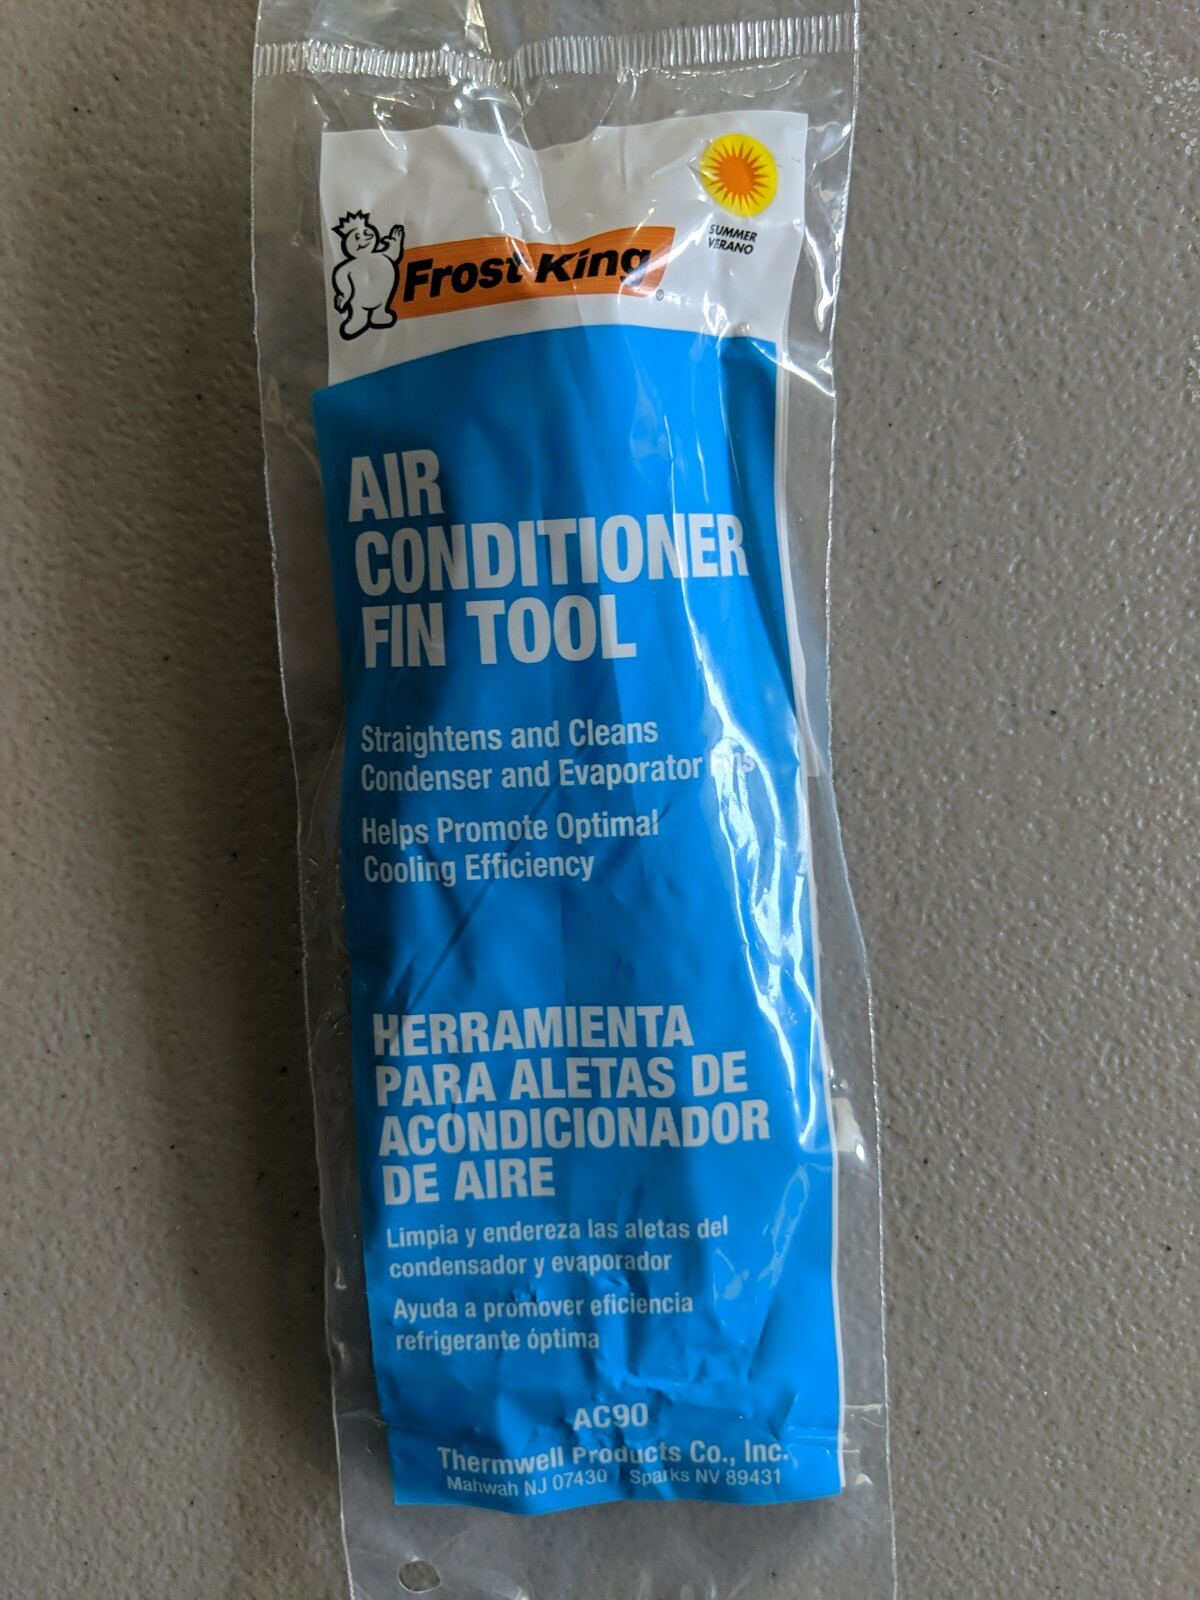 SUMMER
VERANO
Frost King®
AIR
CONDITIONER
FIN TOOL
Straightens and Cleans
Condenser and Evaporator Fins
Helps Promote Optimal
Cooling Efficiency
HERRAMIENTA
PARA ALETAS DE
ACONDICIONADOR
DE AIRE
Limpia y endereza las aletas del
condensador y evaporador
Ayuda a promover eficiencia
refrigerante óptima
AC90
Thermwell Products Co., Inc.
Mahwah NJ 07430 Sparks NV 89431